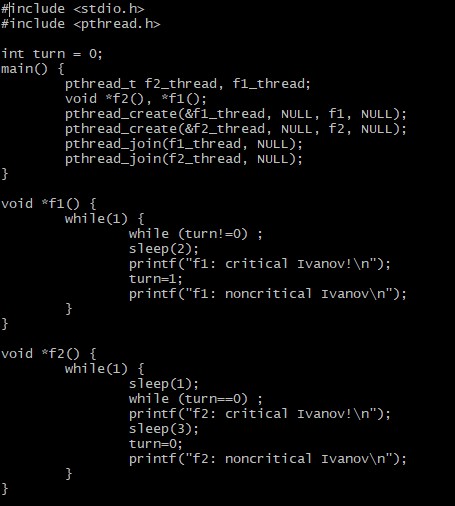 #include <stdio.h>
#include <pthread.h>

int turn = 0;
main() {
        pthread_t f2_thread, f1_thread;
        void *f2(), *f1();
        pthread_create(&f1_thread, NULL, f1, NULL);
        pthread_create(&f2_thread, NULL, f2, NULL);
        pthread_join(f1_thread, NULL);
        pthread_join(f2_thread, NULL);
}

void *f1() {
        while(1) {
                while (turn!=0) ;
                sleep(2);
                printf("f1: critical Ivanov!\n");
                turn=1;
                printf("f1: noncritical Ivanov\n");
        }
}

void *f2() {
        while(1) {
                sleep(1);
                while (turn==0) ;
                printf("f2: critical Ivanov!\n");
                sleep(3);
                turn=0;
                printf("f2: noncritical Ivanov\n");
        }
}